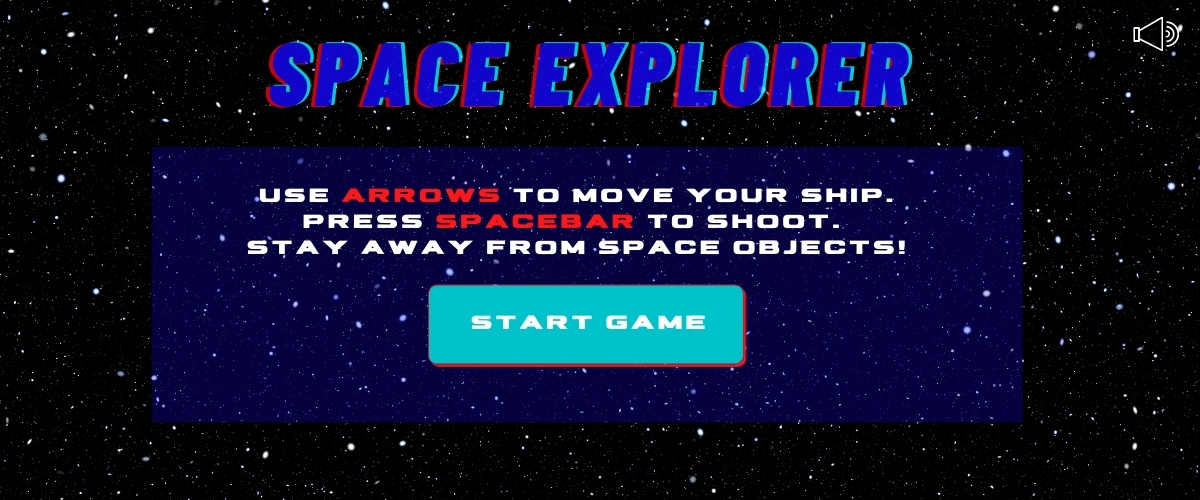 SPACE EXPLORER
USE ARROWS TO MOVE YOUR SHIP.
PRESS SPACEBAR TO SHOOT.
STAY AWAY FROM SPACE OBJECTS!
START GAME